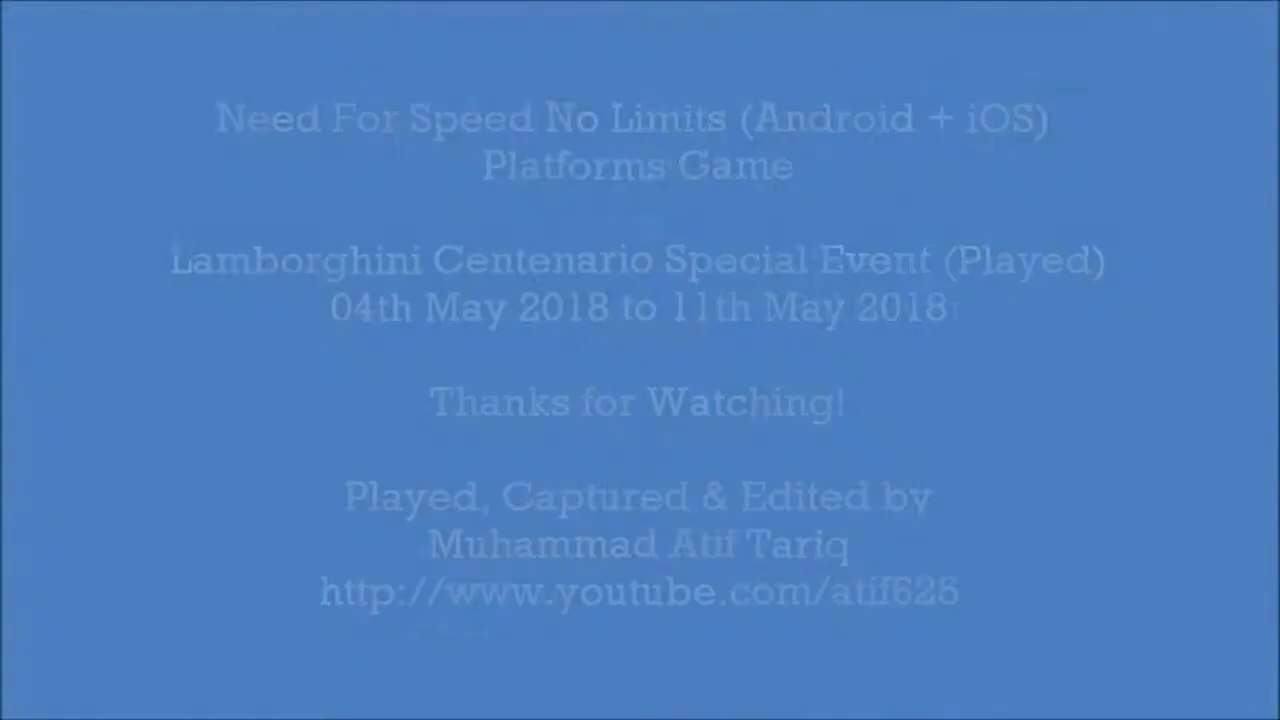 Need For Speed No Limits (Android + iOS)
Platforms Game
Lamborghini Centenario Special Event (Played)
04th May 2018 to 11th May 2018
Thanks for Watching!
Played, Captured & Edited by
Muhammad Atif Tariq
http://www.youtube.com/atif625